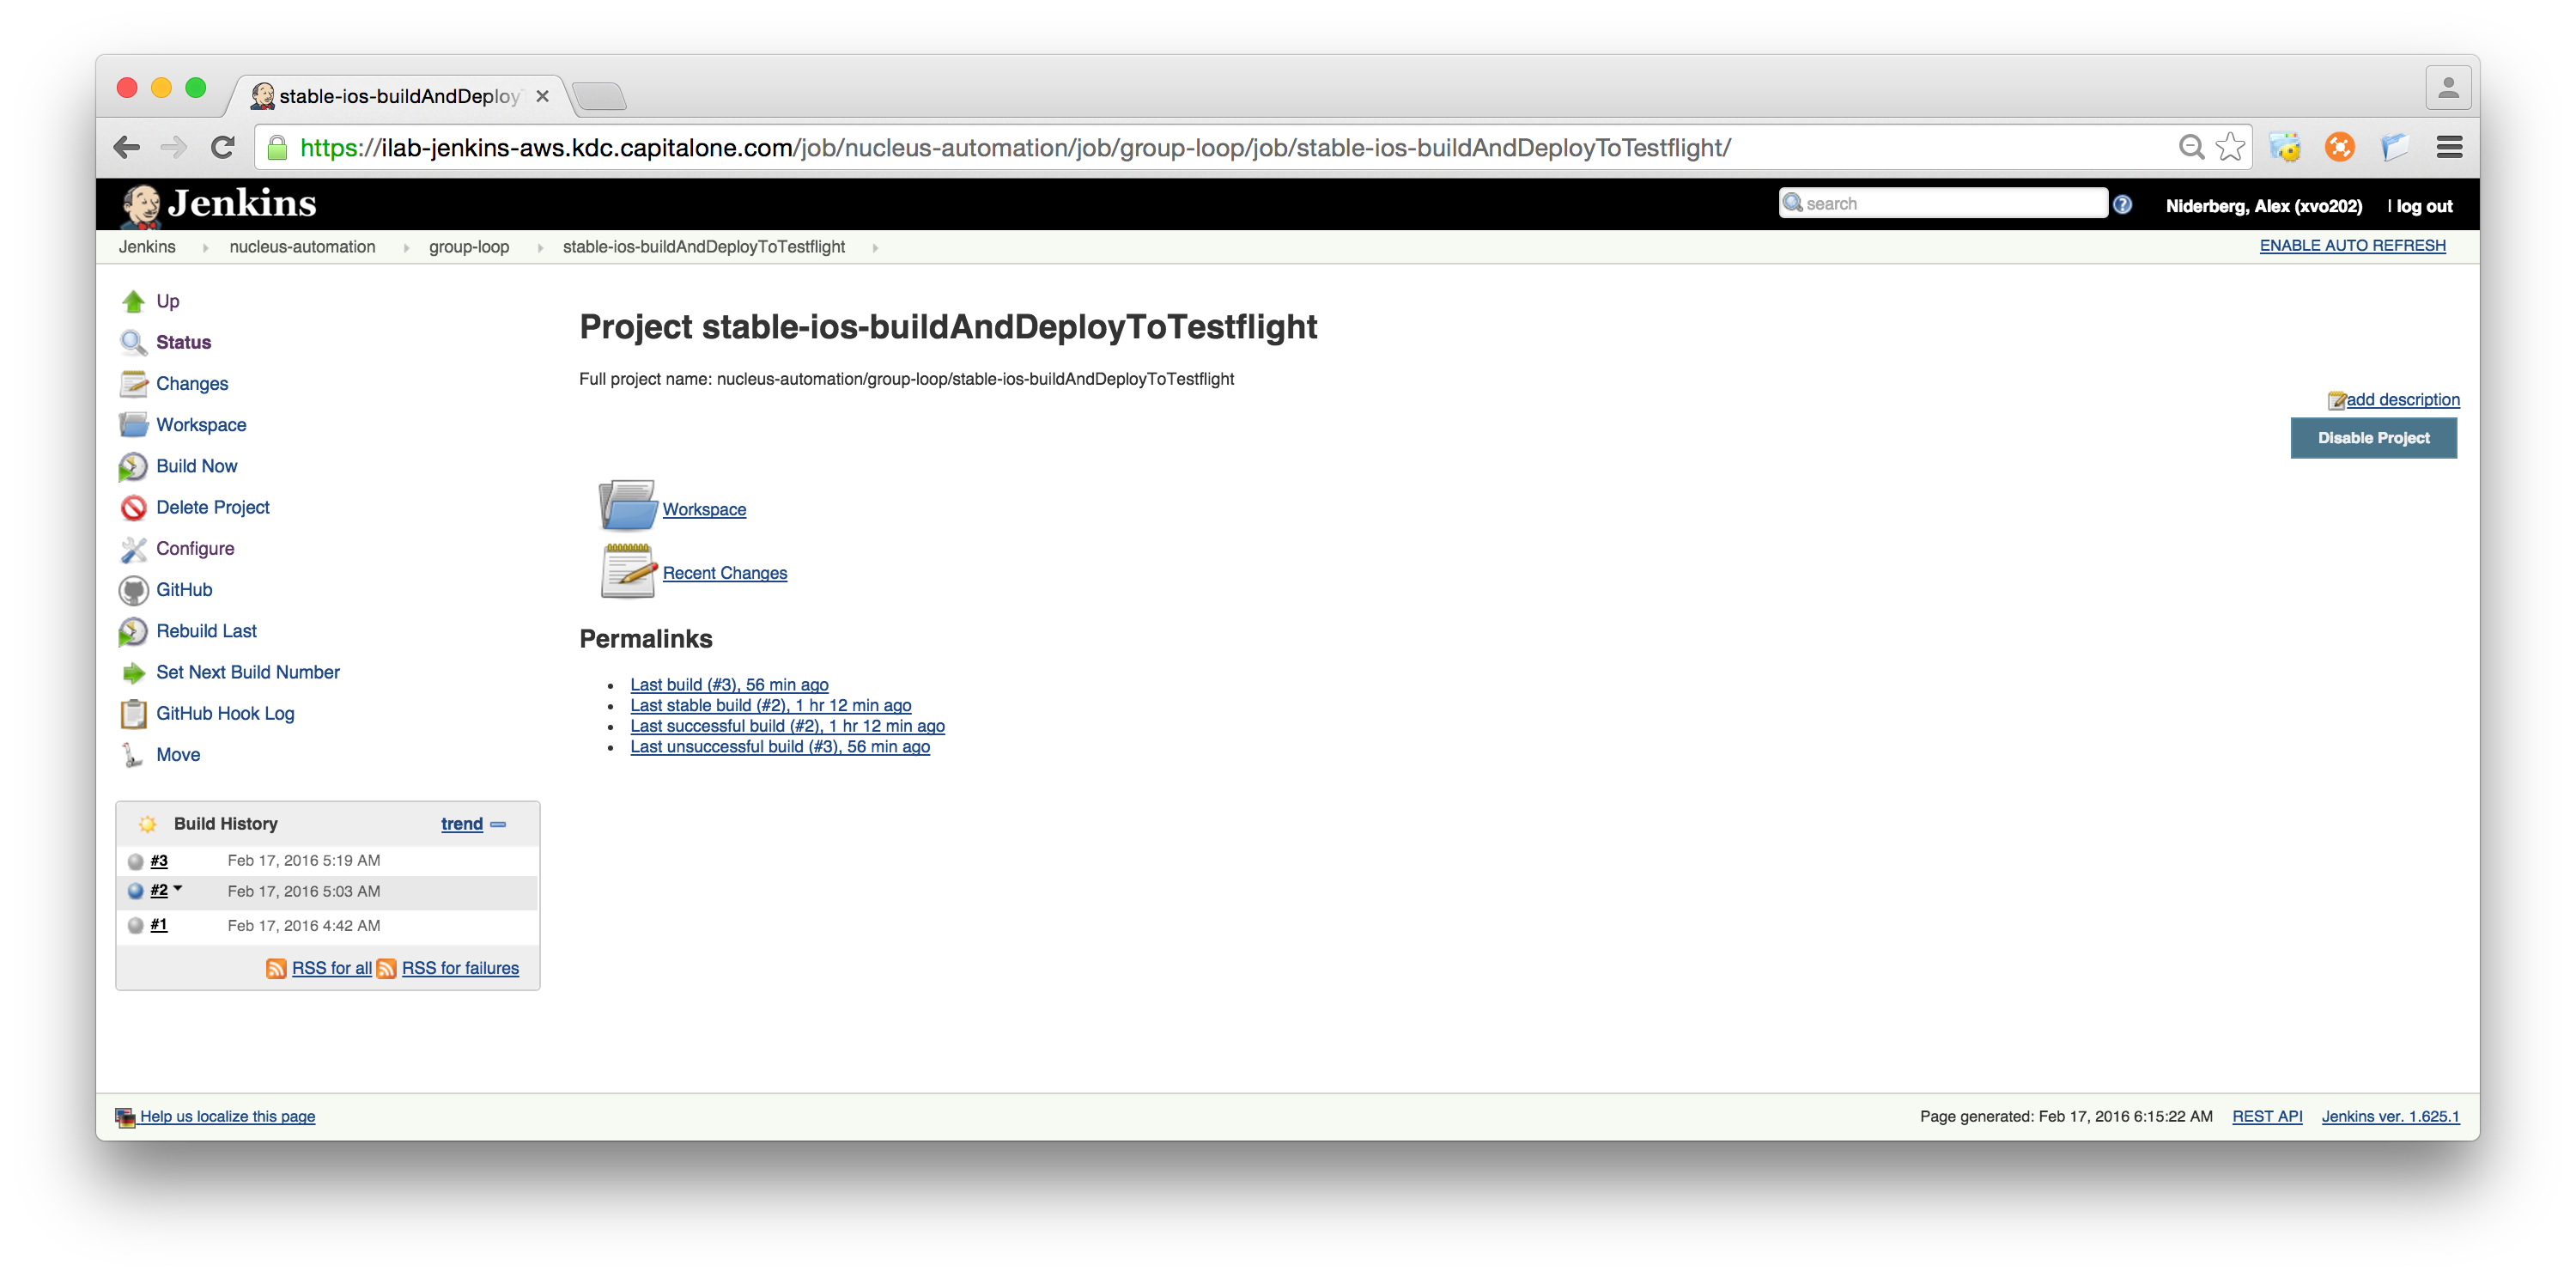 stable-ios-buildAndDeploy
https://ilab-jenkins-aws.kdc.capitalone.com/job/nucleus-automation/job/group-loop/job/stable-ios-buildAndDeployToTestflight/
Jenkins
search
Niderberg, Alex (xvo202)
| log out
Jenkins
nucleus-automation
group-loop
stable-ios-buildAndDeployToTestflight
ENABLE AUTO REFRESH
Up
Status
Changes
Workspace
Build Now
Delete Project
Configure
GitHub
Rebuild Last
Set Next Build Number
GitHub Hook Log
Move
Build History
trend
#3 Feb 17, 2016 5:19 AM
#2 Feb 17, 2016 5:03 AM
#1 Feb 17, 2016 4:42 AM
RSS for all RSS for failures
Project stable-ios-buildAndDeployToTestflight
Full project name: nucleus-automation/group-loop/stable-ios-buildAndDeployToTestflight
add description
Disable Project
Workspace
Recent Changes
Permalinks
Last build (#3), 56 min ago
Last stable build (#2), 1 hr 12 min ago
Last successful build (#2), 1 hr 12 min ago
Last unsuccessful build (#3), 56 min ago
Help us localize this page
Page generated: Feb 17, 2016 6:15:22 AM
REST API
Jenkins ver. 1.625.1